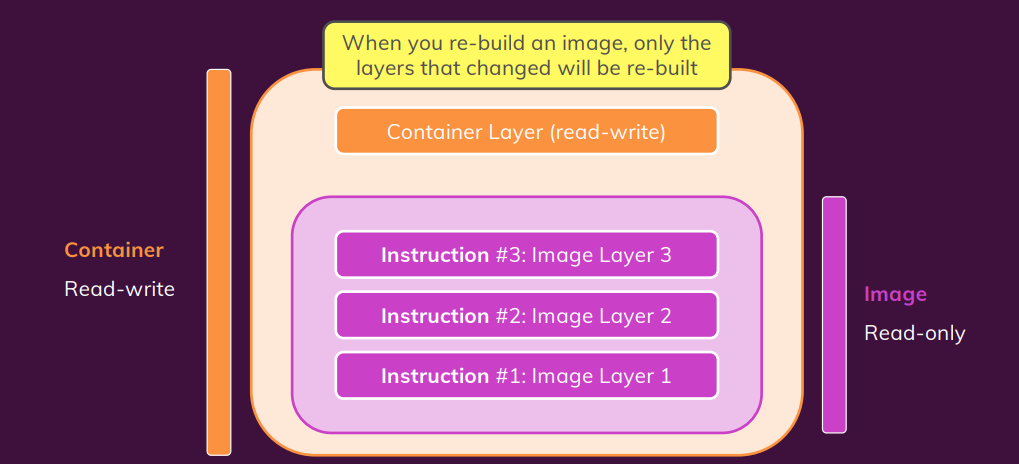 When you re-build an image, only the
layers that changed will be re-built
Container Layer (read-write)
Container
Read-write
Instruction #3: Image Layer 3
Instruction #2: Image Layer 2
Instruction #1: Image Layer 1
Image
Read-only